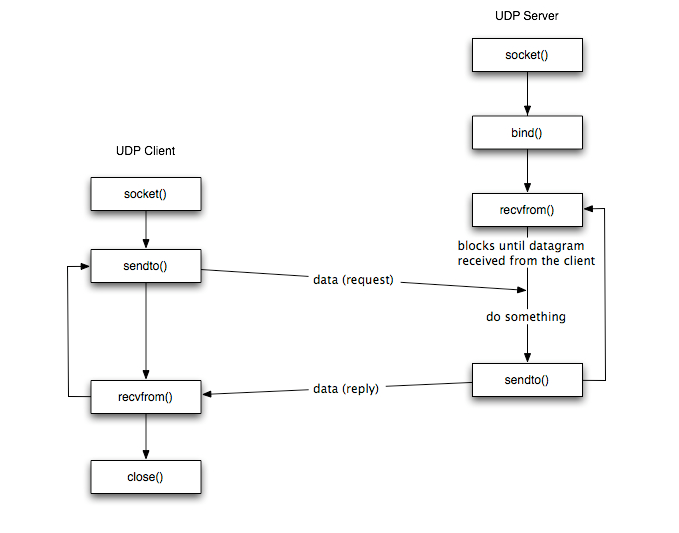 UDP Server
socket()
bind()
UDP Client
socket()
recvfrom()
blocks until datagram
received from the client
sendto()
data (request)
do something
sendto()
data (reply)
recvfrom()
close()